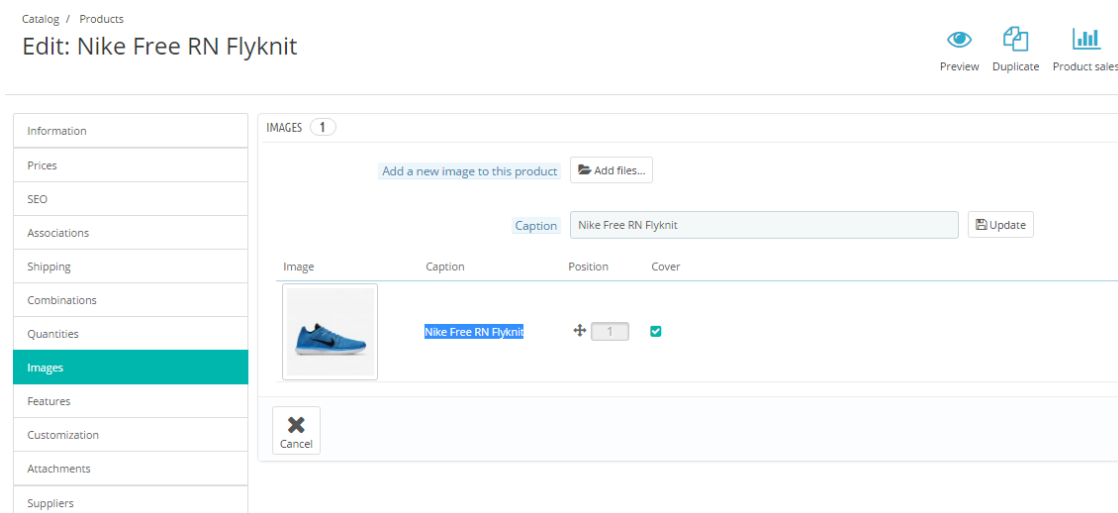 Catalog / Products
Edit: Nike Free RN Flyknit
Preview Duplicate Product sales
Information
Prices
SEO
Associations
Shipping
Combinations
Quantities
Images
Features
Customization
Attachments
Suppliers
IMAGES 1
Add a new image to this product Add files...
Caption Nike Free RN Flyknit Update
Image Caption Position Cover
Nike Free RN Flyknit 1
Cancel